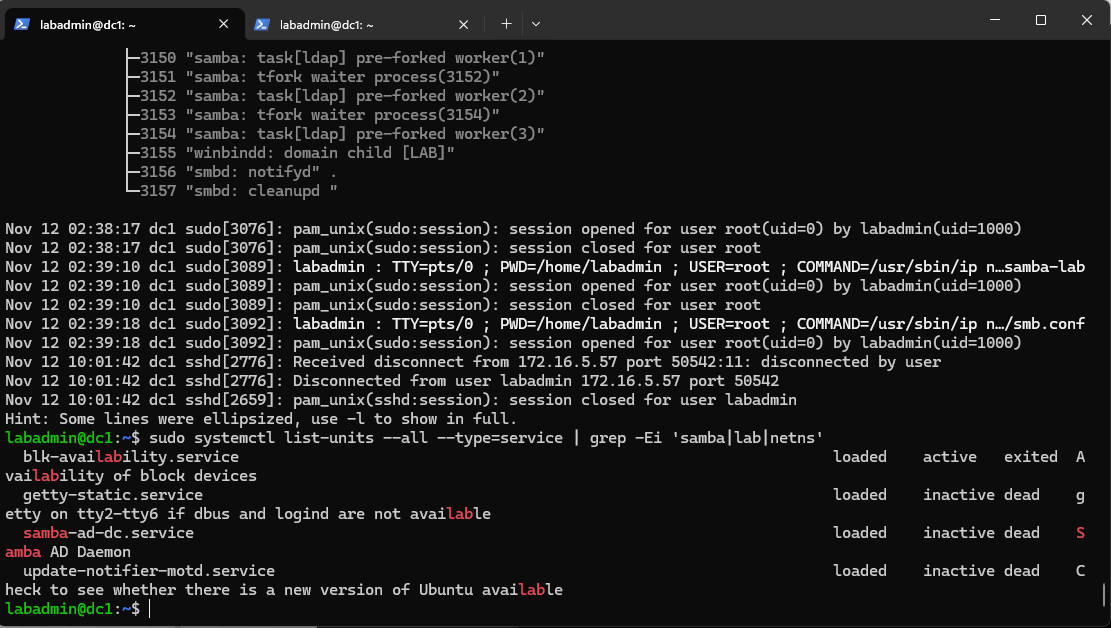 labadmin@dc1: ~
labadmin@dc1: ~
├─3150 "samba: task[ldap] pre-forked worker(1)"
├─3151 "samba: tfork waiter process(3152)"
├─3152 "samba: task[ldap] pre-forked worker(2)"
├─3153 "samba: tfork waiter process(3154)"
├─3154 "samba: task[ldap] pre-forked worker(3)"
├─3155 "winbindd: domain child [LAB]"
├─3156 "smbd: notifyd" .
└─3157 "smbd: cleanupd "
Nov 12 02:38:17 dc1 sudo[3076]: pam_unix(sudo:session): session opened for user root(uid=0) by labadmin(uid=1000)
Nov 12 02:38:17 dc1 sudo[3076]: pam_unix(sudo:session): session closed for user root
Nov 12 02:39:10 dc1 sudo[3089]: labadmin : TTY=pts/0 ; PWD=/home/labadmin ; USER=root ; COMMAND=/usr/sbin/ip n…samba-lab
Nov 12 02:39:10 dc1 sudo[3089]: pam_unix(sudo:session): session opened for user root(uid=0) by labadmin(uid=1000)
Nov 12 02:39:10 dc1 sudo[3089]: pam_unix(sudo:session): session closed for user root
Nov 12 02:39:18 dc1 sudo[3092]: labadmin : TTY=pts/0 ; PWD=/home/labadmin ; USER=root ; COMMAND=/usr/sbin/ip n…/smb.conf
Nov 12 02:39:18 dc1 sudo[3092]: pam_unix(sudo:session): session opened for user root(uid=0) by labadmin(uid=1000)
Nov 12 10:01:42 dc1 sshd[2776]: Received disconnect from 172.16.5.57 port 50542:11: disconnected by user
Nov 12 10:01:42 dc1 sshd[2776]: Disconnected from user labadmin 172.16.5.57 port 50542
Nov 12 10:01:42 dc1 sshd[2659]: pam_unix(sshd:session): session closed for user labadmin
Hint: Some lines were ellipsized, use -l to show in full.
labadmin@dc1:~$ sudo systemctl list-units --all --type=service | grep -Ei 'samba|lab|netns'
blk-availability.service loaded active exited A
vailability of block devices
getty-static.service loaded inactive dead g
etty on tty2-tty6 if dbus and logind are not available
samba-ad-dc.service loaded inactive dead S
amba AD Daemon
update-notifier-motd.service loaded inactive dead C
heck to see whether there is a new version of Ubuntu available
labadmin@dc1:~$